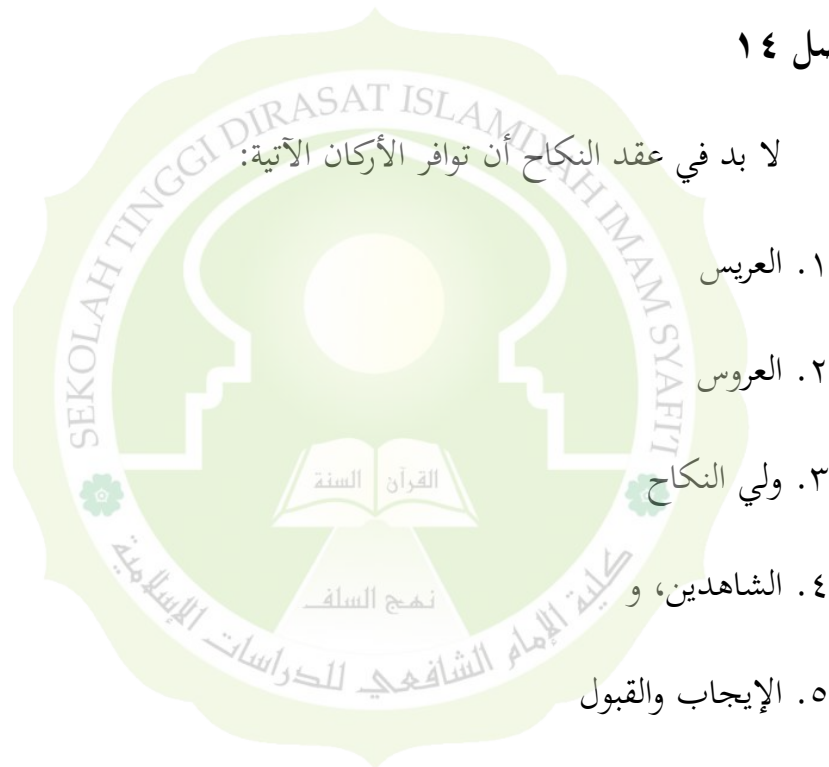 ١٤
لا بد في عقد النكاح أن توافر الأركان الآتية:
١. العريس
٢. العروس
٣. ولي النكاح
٤. الشاهدين، و
٥. الإيجاب والقبول
SEKOLAH TINGGI DIRASAT ISLAMIYAH IMAM SYAFI'I
القرآن السنة
نهج السلف
كلية الإمام الشافعي للدراسات الإسلامية